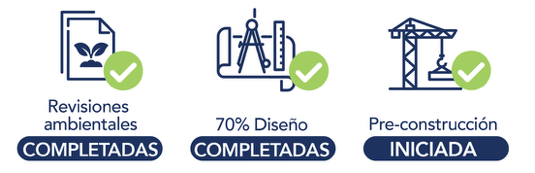 Revisiones
ambientales
COMPLETADAS
70% Diseño
COMPLETADAS
Pre-construcción
INICIADA